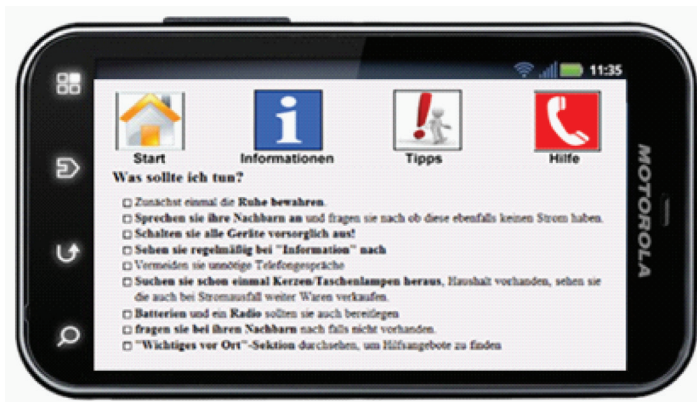 11:35
Start Informationen Tipps Hilfe
Was sollte ich tun?
Zunächst einmal die Ruhe bewahren.
Sprechen sie ihre Nachbarn an und fragen sie nach ob diese ebenfalls keinen Strom haben.
Schalten sie alle Geräte vorsorglich aus!
Sehen sie regelmäßig bei "Information" nach
Vermeiden sie unnötige Telefongespräche
Suchen sie schon einmal Kerzen/Taschenlampen heraus, Haushalt vorhanden, sehen sie
die auch bei Stromausfall weiter Waren verkaufen.
Batterien und ein Radio sollten sie auch bereitlegen
fragen sie bei ihren Nachbarn nach falls nicht vorhanden.
"Wichtiges vor Ort"-Sektion durchsehen, um Hilfsangebote zu finden
MOTOROLA